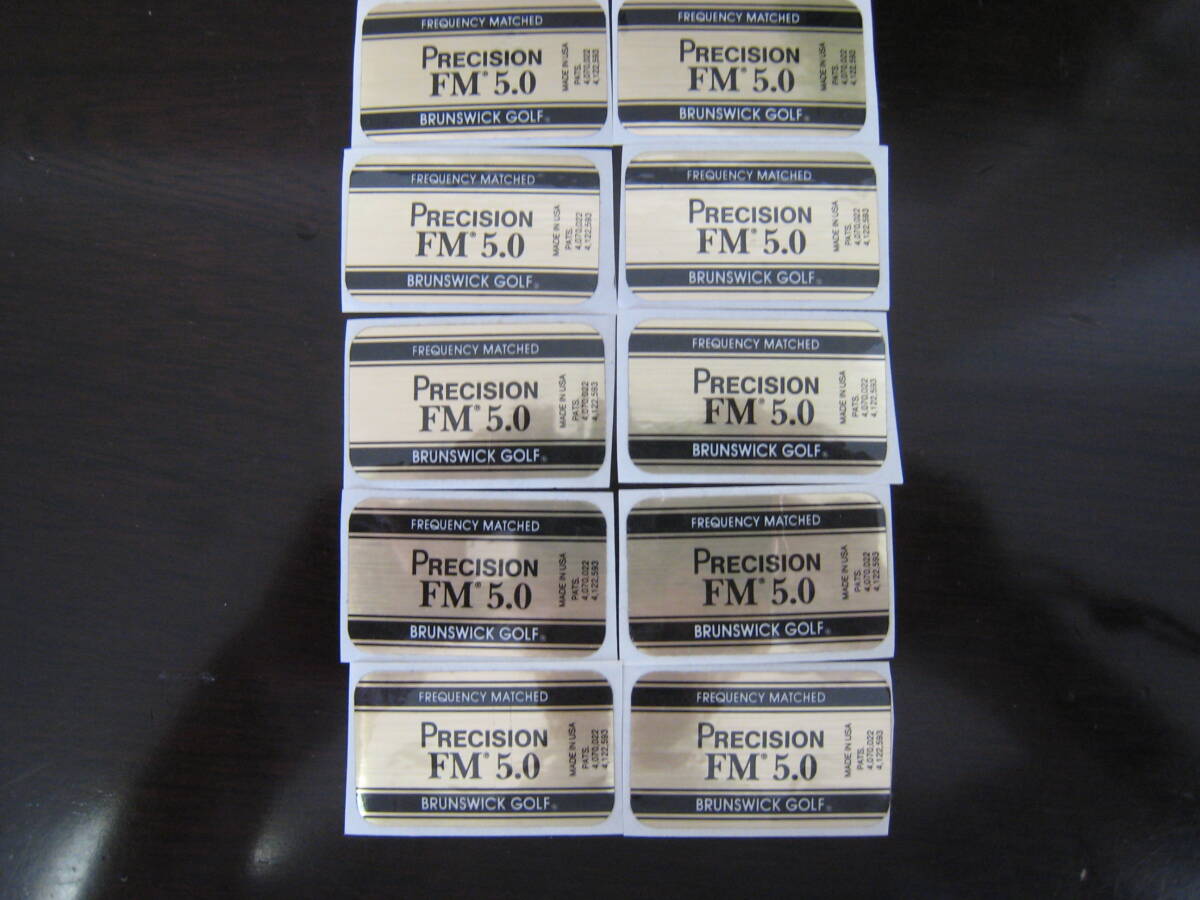 FREQUENCY MATCHED
PRECISION
FM® 5.0
MADE IN USA
PATS.
4,070,022
4,122,593
BRUNSWICK GOLF®
FREQUENCY MATCHED
PRECISION
FM® 5.0
MADE IN USA
PATS.
4,070,022
4,122,593
BRUNSWICK GOLF®
FREQUENCY MATCHED
PRECISION
FM® 5.0
MADE IN USA
PATS.
4,070,022
4,122,593
BRUNSWICK GOLF®
FREQUENCY MATCHED
PRECISION
FM® 5.0
MADE IN USA
PATS.
4,070,022
4,122,593
BRUNSWICK GOLF®
FREQUENCY MATCHED
PRECISION
FM® 5.0
MADE IN USA
PATS.
4,070,022
4,122,593
BRUNSWICK GOLF®
FREQUENCY MATCHED
PRECISION
FM® 5.0
MADE IN USA
PATS.
4,070,022
4,122,593
BRUNSWICK GOLF®
FREQUENCY MATCHED
PRECISION
FM® 5.0
MADE IN USA
PATS.
4,070,022
4,122,593
BRUNSWICK GOLF®
FREQUENCY MATCHED
PRECISION
FM® 5.0
MADE IN USA
PATS.
4,070,022
4,122,593
BRUNSWICK GOLF®
FREQUENCY MATCHED
PRECISION
FM® 5.0
MADE IN USA
PATS.
4,070,022
4,122,593
BRUNSWICK GOLF®
FREQUENCY MATCHED
PRECISION
FM® 5.0
MADE IN USA
PATS.
4,070,022
4,122,593
BRUNSWICK GOLF®